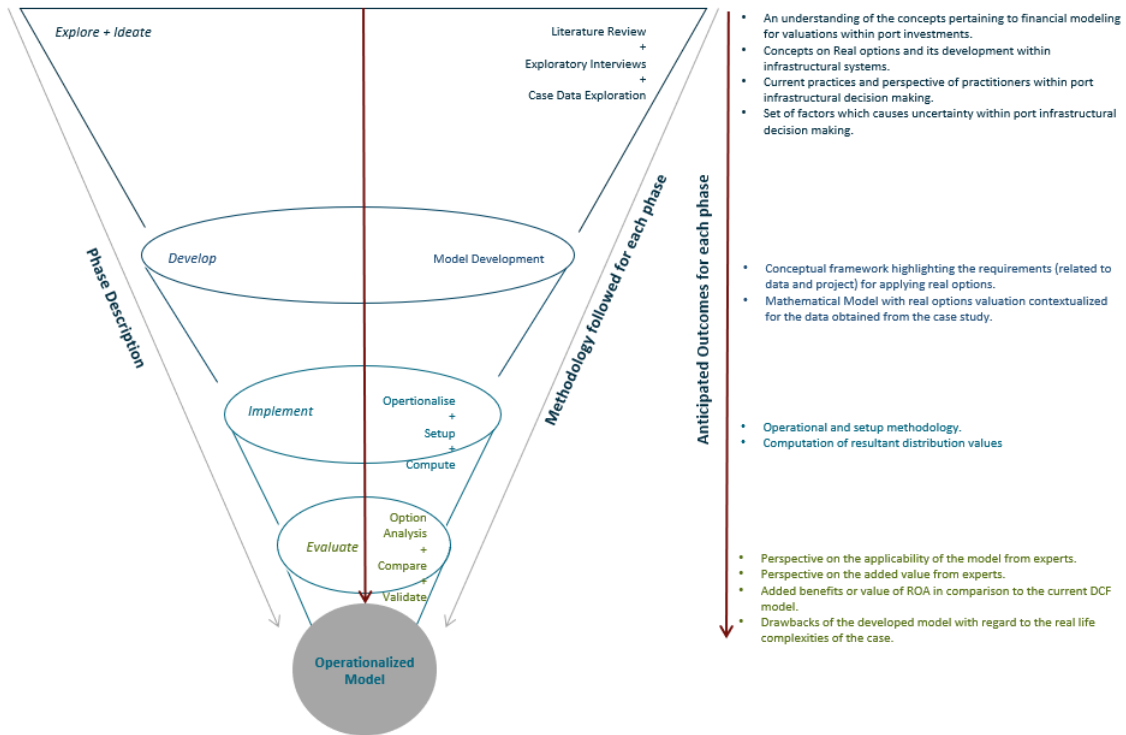 Explore + Ideate
Literature Review
+
Exploratory Interviews
+
Case Data Exploration
• An understanding of the concepts pertaining to financial modeling
for valuations within port investments.
• Concepts on Real options and its development within
infrastructural systems.
• Current practices and perspective of practitioners within port
infrastructural decision making.
• Set of factors which causes uncertainty within port infrastructural
decision making.
Phase Description
Methodology followed for each phase
Anticipated Outcomes for each phase
Develop
Model Development
• Conceptual framework highlighting the requirements (related to
data and project) for applying real options.
• Mathematical Model with real options valuation contextualized
for the data obtained from the case study.
Implement
Opertionalise
+
Setup
+
Compute
• Operational and setup methodology.
• Computation of resultant distribution values
Evaluate
Option
Analysis
+
Compare
+
Validate
• Perspective on the applicability of the model from experts.
• Perspective on the added value from experts.
• Added benefits or value of ROA in comparison to the current DCF
model.
• Drawbacks of the developed model with regard to the real life
complexities of the case.
Operationalized
Model